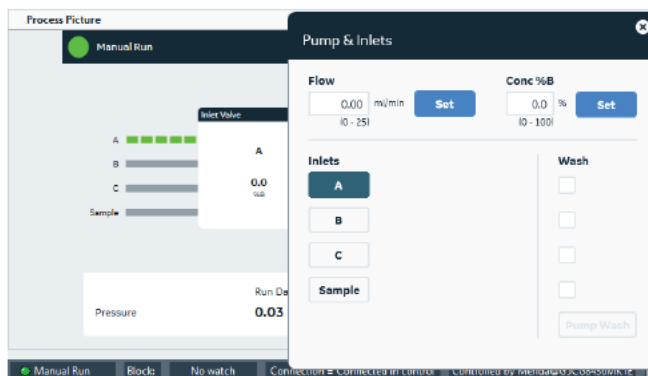 Process Picture
Manual Run
Inlet Valve
A
A
B
0.0
%B
C
Sample
Run Da
Pressure
0.03
Pump & Inlets
Flow
Conc %B
0.00 ml/min Set
0.0 % Set
(0 - 25)
(0 - 100)
Inlets
Wash
A
B
C
Sample
Pump Wash
Manual Run
Block:
No watch
Connection = Connected in control
Controlled by